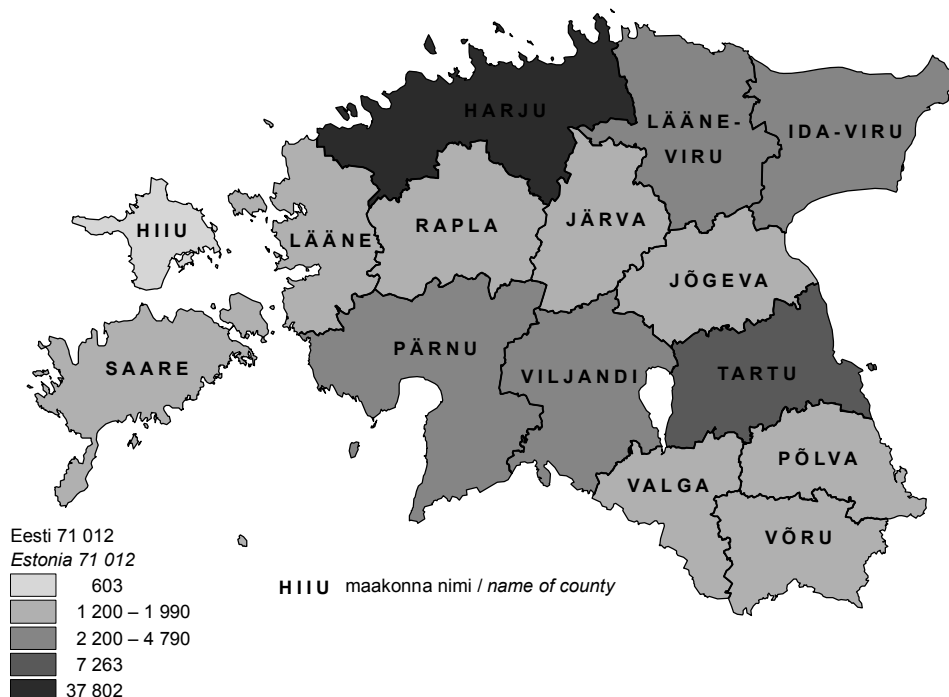 HARJU
LÄÄNE-
VIRU
IDA-VIRU
HIIU
LÄÄNE
RAPLA
JÄRVA
JÕGEVA
SAARE
PÄRNU
VILJANDI
TARTU
VALGA
PÕLVA
VÕRU
Eesti 71 012
Estonia 71 012
603
1 200 – 1 990
2 200 – 4 790
7 263
37 802
HIIU maakonna nimi / name of county